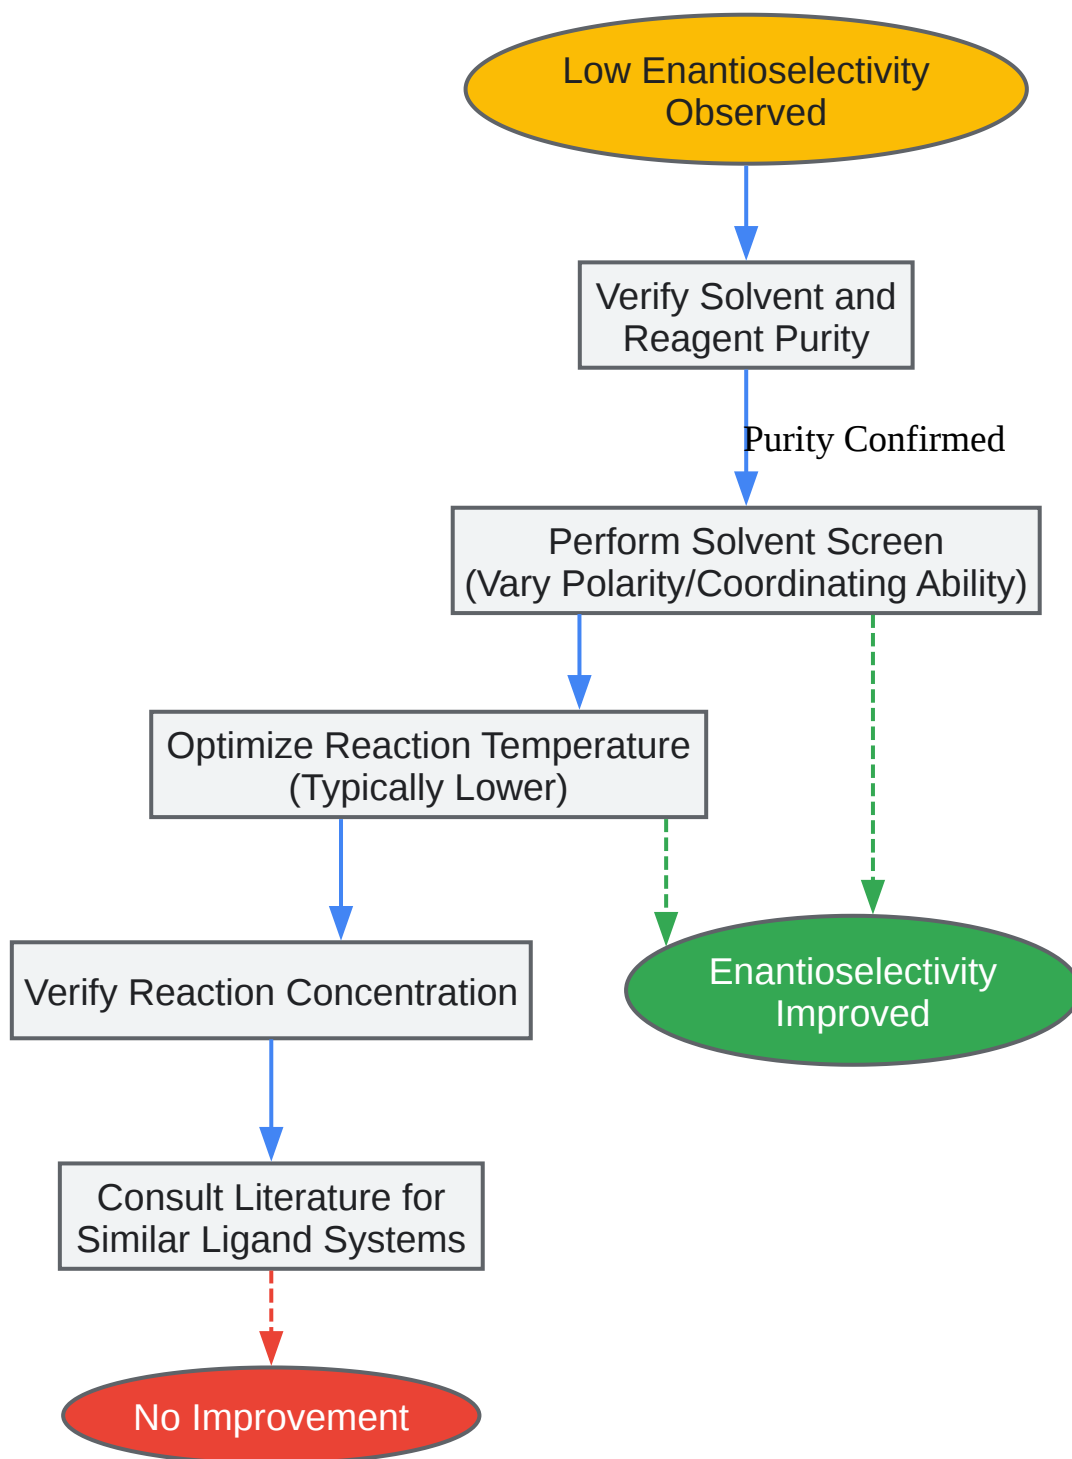 Low Enantioselectivity
Observed
Verify Solvent and
Reagent Purity
Purity Confirmed
Perform Solvent Screen
(Vary Polarity/Coordinating Ability)
Optimize Reaction Temperature
(Typically Lower)
Verify Reaction Concentration
Enantioselectivity
Improved
Consult Literature for
Similar Ligand Systems
No Improvement